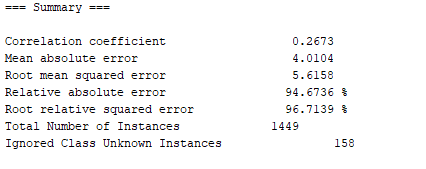 === Summary ===
Correlation coefficient 0.2673
Mean absolute error 4.0104
Root mean squared error 5.6158
Relative absolute error 94.6736 %
Root relative squared error 96.7139 %
Total Number of Instances 1449
Ignored Class Unknown Instances 158